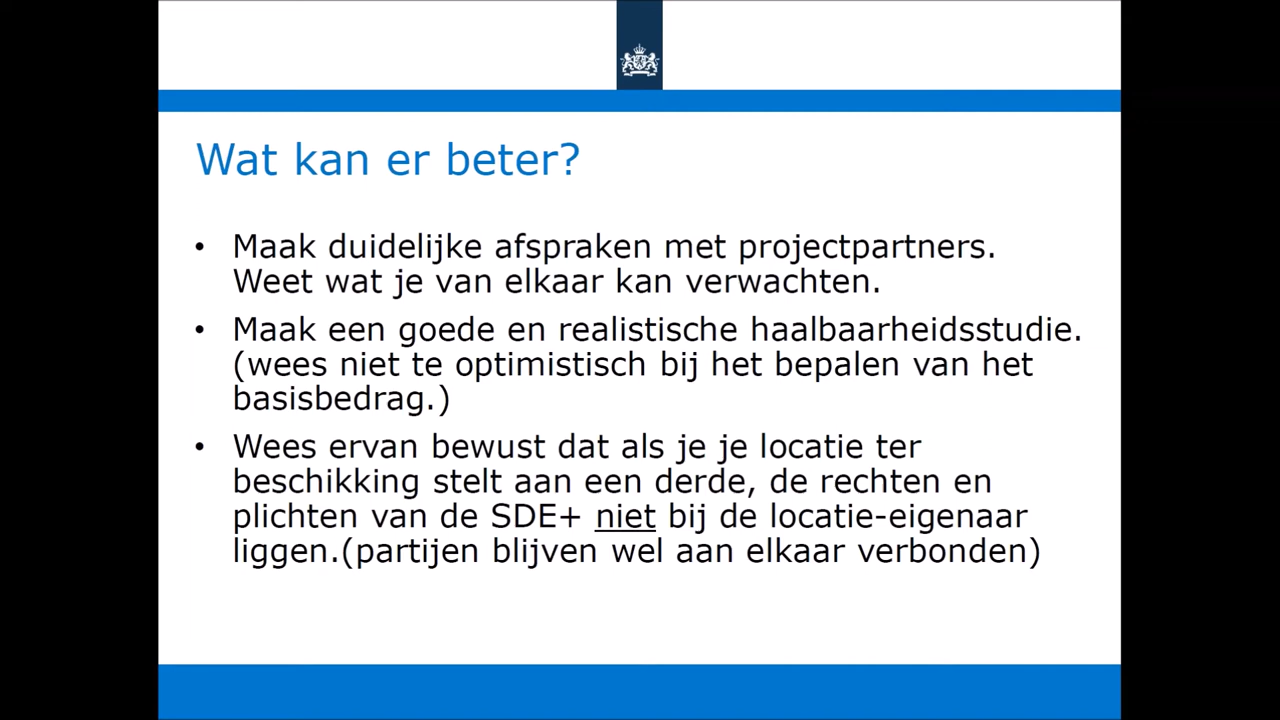 Wat kan er beter?
• Maak duidelijke afspraken met projectpartners.
Weet wat je van elkaar kan verwachten.
• Maak een goede en realistische haalbaarheidsstudie.
(wees niet te optimistisch bij het bepalen van het
basisbedrag.)
• Wees ervan bewust dat als je je locatie ter
beschikking stelt aan een derde, de rechten en
plichten van de SDE+ niet bij de locatie-eigenaar
liggen.(partijen blijven wel aan elkaar verbonden)